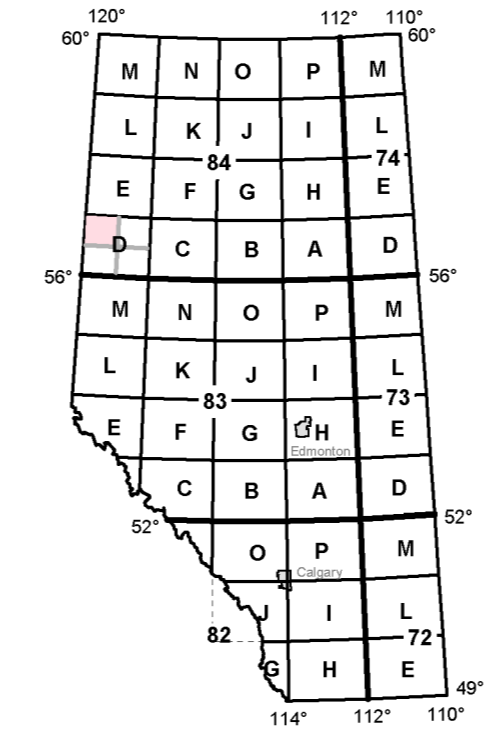 120° 112° 110°
60° 60°
M N O P M
L K J I L
84 74
E F G H E
D C B A D
56° 56°
M N O P M
L K J I L
83 73
E F G H E
Edmonton
C B A D
52° 52°
O P M
Calgary
J I L
82 72
G H E
49°
114° 112° 110°